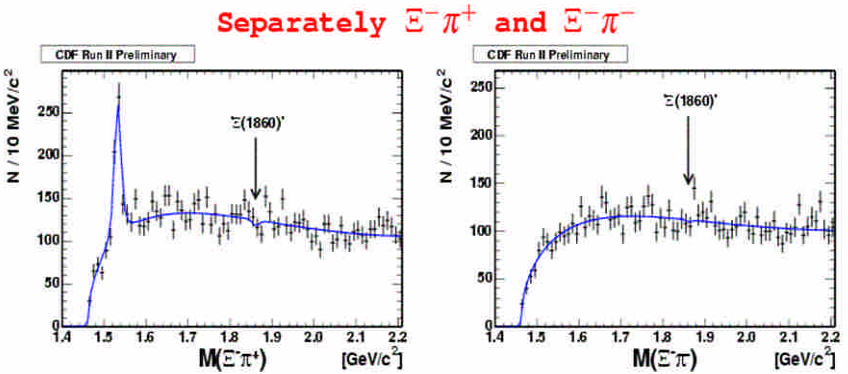 Separately Ξ⁻π⁺ and Ξ⁻π⁻
CDF Run II Preliminary
N / 10 MeV/c²
250
200
150
100
50
0
'Ξ(1860)'
1.4 1.5 1.6 1.7 1.8 1.9 2.0 2.1 2.2
M(Ξ⁻π⁺) [GeV/c²]
CDF Run II Preliminary
N / 10 MeV/c²
250
200
150
100
50
0
'Ξ(1860)'
1.4 1.5 1.6 1.7 1.8 1.9 2.0 2.1 2.2
M(Ξ⁻π) [GeV/c²]